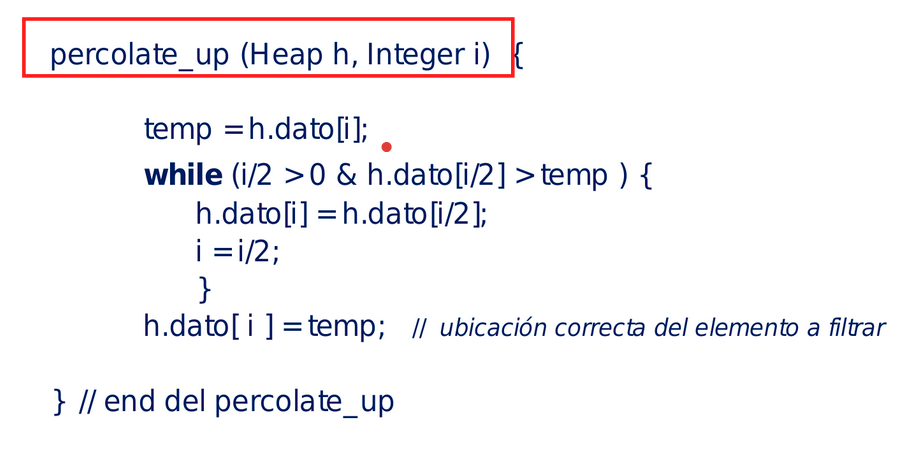 percolate_up (Heap h, Integer i) {
temp = h.dato[i];
while (i/2 > 0 & h.dato[i/2] > temp ) {
h.dato[i] = h.dato[i/2];
i = i/2;
}
h.dato[ i ] = temp; // ubicación correcta del elemento a filtrar
} // end del percolate_up